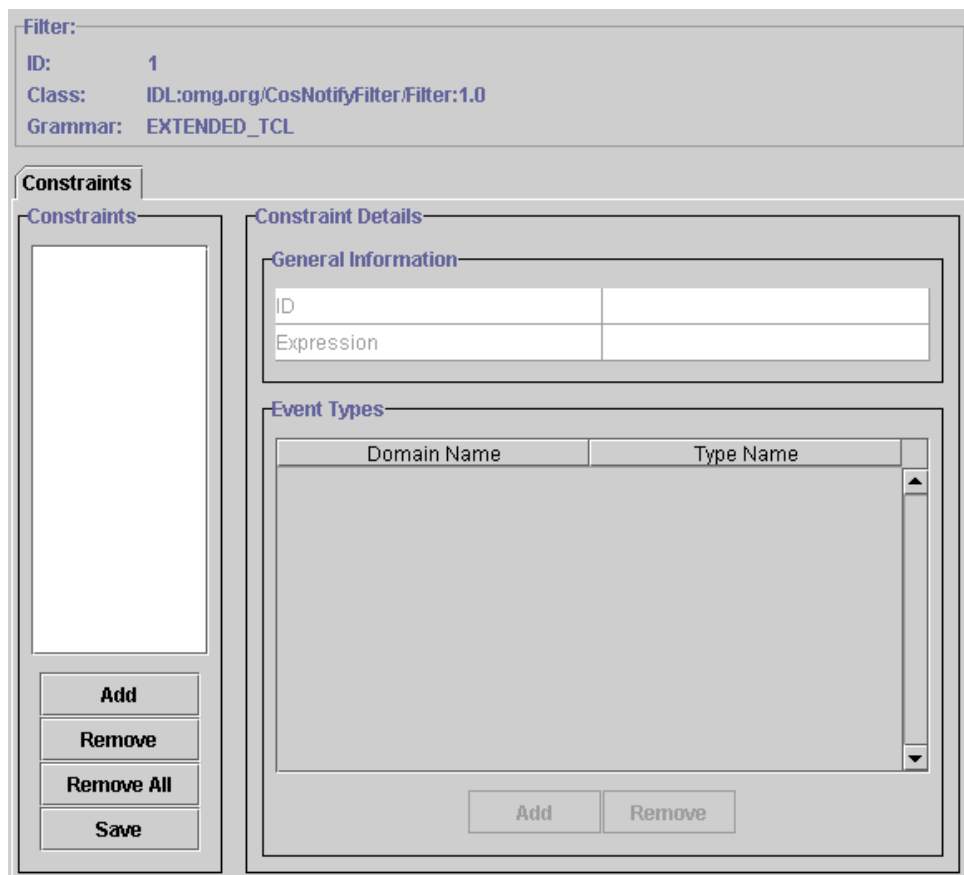 Filter:
ID: 1
Class: IDL:omg.org/CosNotifyFilter/Filter:1.0
Grammar: EXTENDED_TCL
Constraints
Constraints
Constraint Details
General Information
ID
Expression
Event Types
Domain Name Type Name
Add
Remove
Remove All
Save
Add Remove